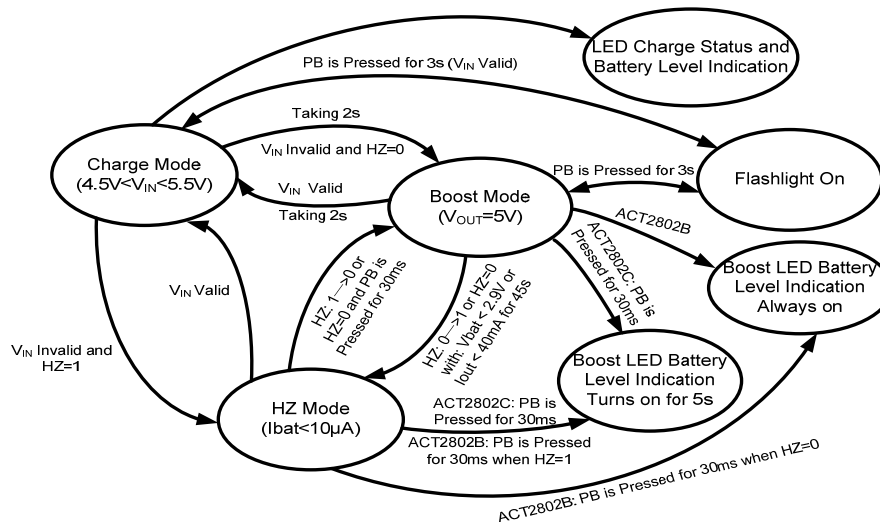 LED Charge Status and
Battery Level Indication
PB is Pressed for 3s (VIN Valid)
Taking 2s
Charge Mode
(4.5V<VIN<5.5V)
VIN Invalid and HZ=0
VIN Valid
Taking 2s
Boost Mode
(VOUT=5V)
PB is Pressed for 3s
Flashlight On
ACT2802B
ACT2802C: PB is
Pressed for 30ms
Boost LED Battery
Level Indication
Always on
VIN Valid
HZ: 1—>0 or
HZ=0 and PB is
Pressed for 30ms
HZ: 0—>1 or HZ=0
with: Vbat < 2.9V or
Iout < 40mA for 45s
VIN Invalid and
HZ=1
Boost LED Battery
Level Indication
Turns on for 5s
HZ Mode
(Ibat<10µA)
ACT2802C: PB is
Pressed for 30ms
ACT2802B: PB is Pressed
for 30ms when HZ=1
ACT2802B: PB is Pressed for 30ms when HZ=0